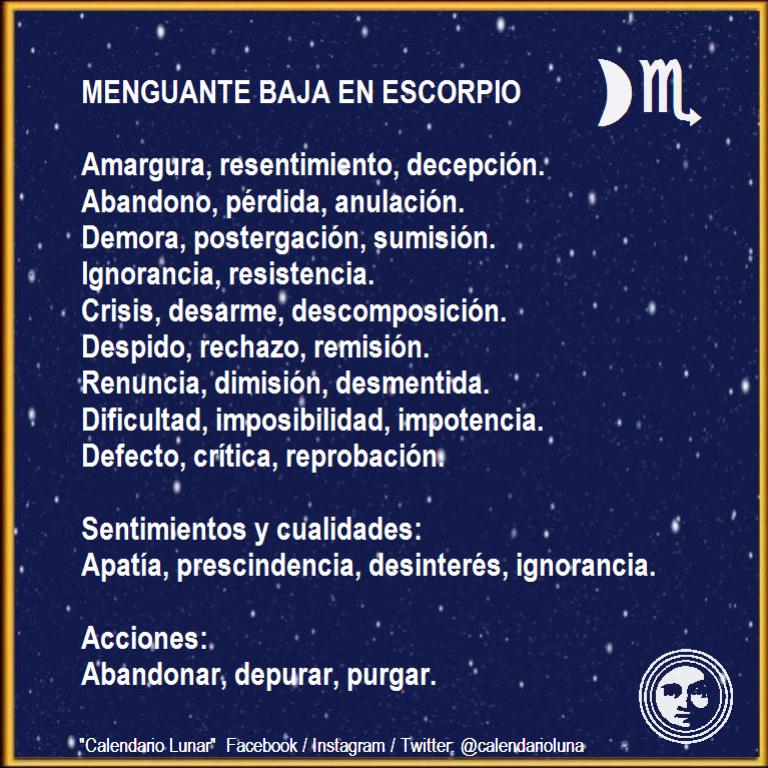 MENGUANTE BAJA EN ESCORPIO
Amargura, resentimiento, decepción.
Abandono, pérdida, anulación.
Demora, postergación, sumisión.
Ignorancia, resistencia.
Crisis, desarme, descomposición.
Despido, rechazo, remisión.
Renuncia, dimisión, desmentida.
Dificultad, imposibilidad, impotencia.
Defecto, crítica, reprobación.
Sentimientos y cualidades:
Apatía, prescindencia, desinterés, ignorancia.
Acciones:
Abandonar, depurar, purgar.
"Calendario Lunar" Facebook / Instagram / Twitter: @calendarioluna